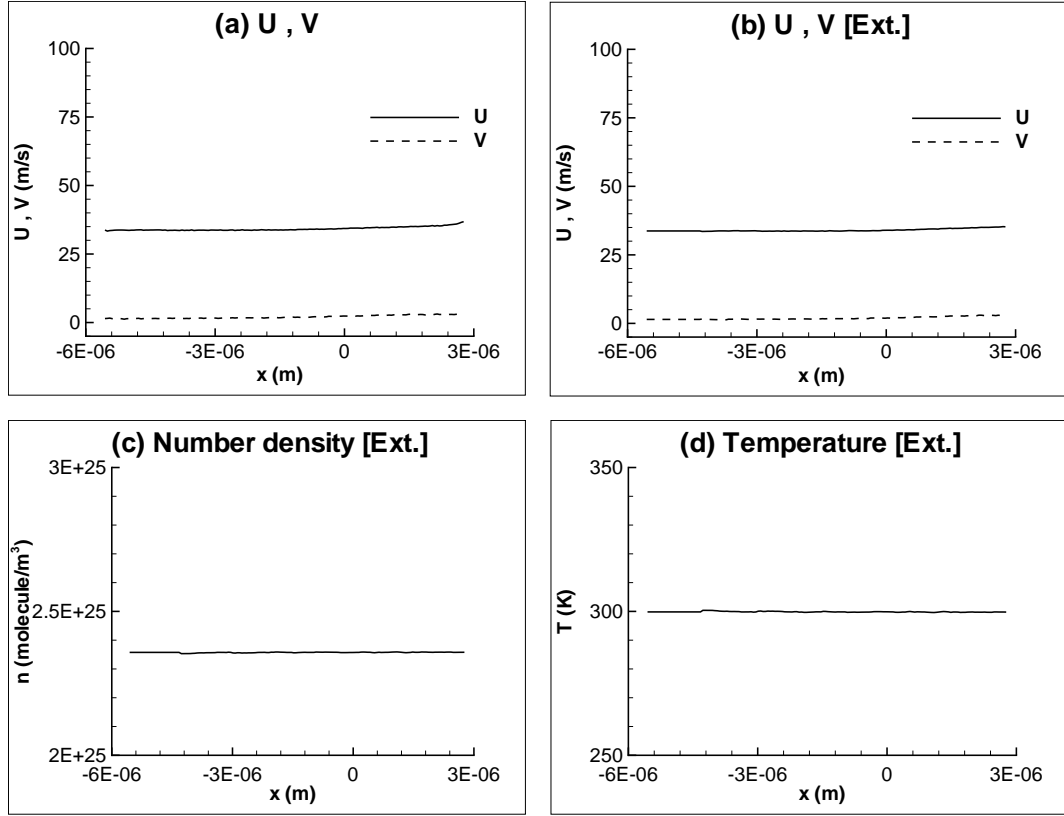 (a) U , V
100
75
50
25
0
U , V (m/s)
U
V
-6E-06 -3E-06 0 3E-06
x (m)
(b) U , V [Ext.]
100
75
50
25
0
U , V (m/s)
U
V
-6E-06 -3E-06 0 3E-06
x (m)
(c) Number density [Ext.]
3E+25
2.5E+25
2E+25
n (molecule/m³)
-6E-06 -3E-06 0 3E-06
x (m)
(d) Temperature [Ext.]
350
300
250
T (K)
-6E-06 -3E-06 0 3E-06
x (m)